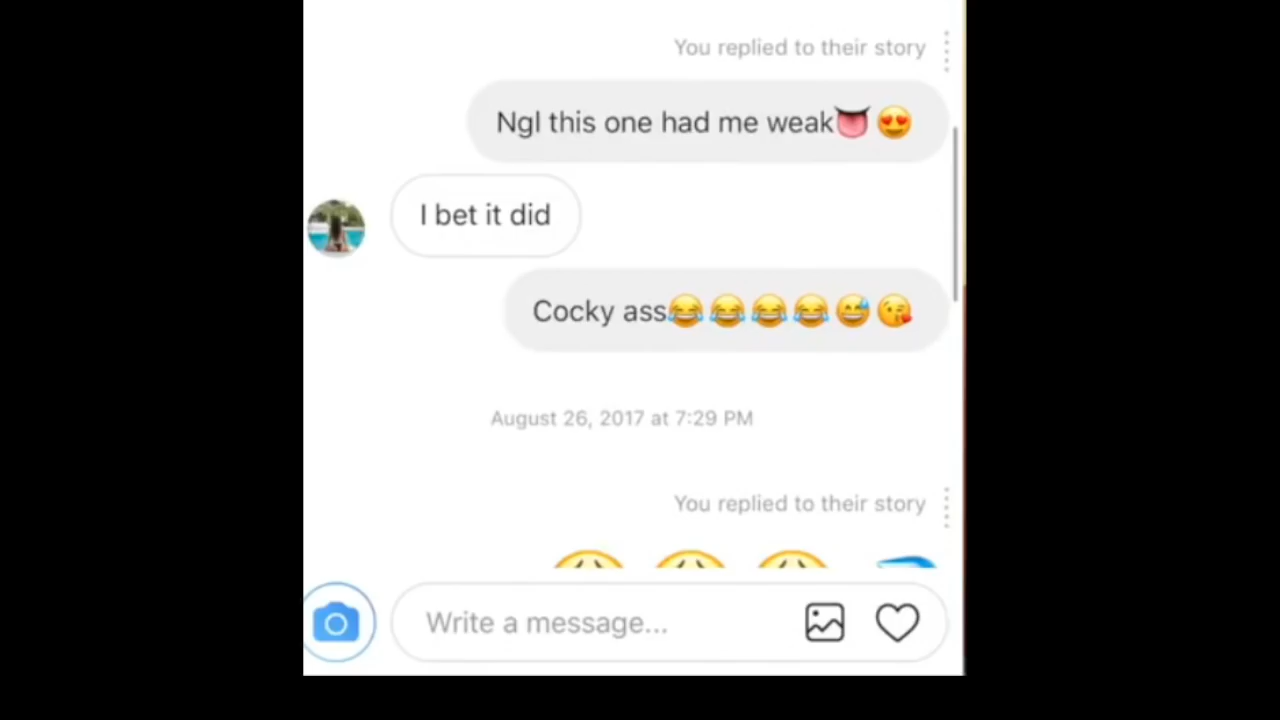 You replied to their story
Ngl this one had me weak👅😍
I bet it did
Cocky ass😂😂😂😂😅😘
August 26, 2017 at 7:29 PM
You replied to their story
Write a message...